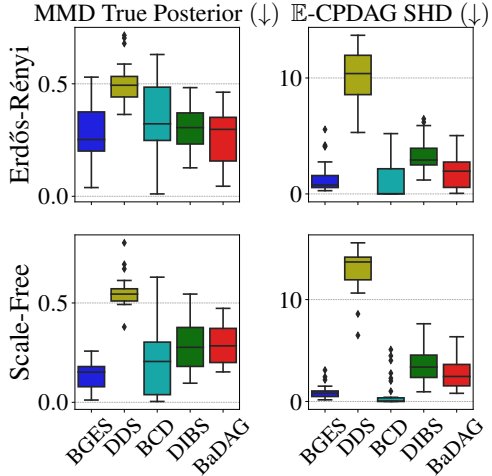 MMD True Posterior (↓)
𝔼-CPDAG SHD (↓)
Erdős-Rényi
0.5
0.0
10
0
Scale-Free
0.5
0.0
10
0
BGES
DDS
BCD
DIBS
BaDAG
BGES
DDS
BCD
DIBS
BaDAG